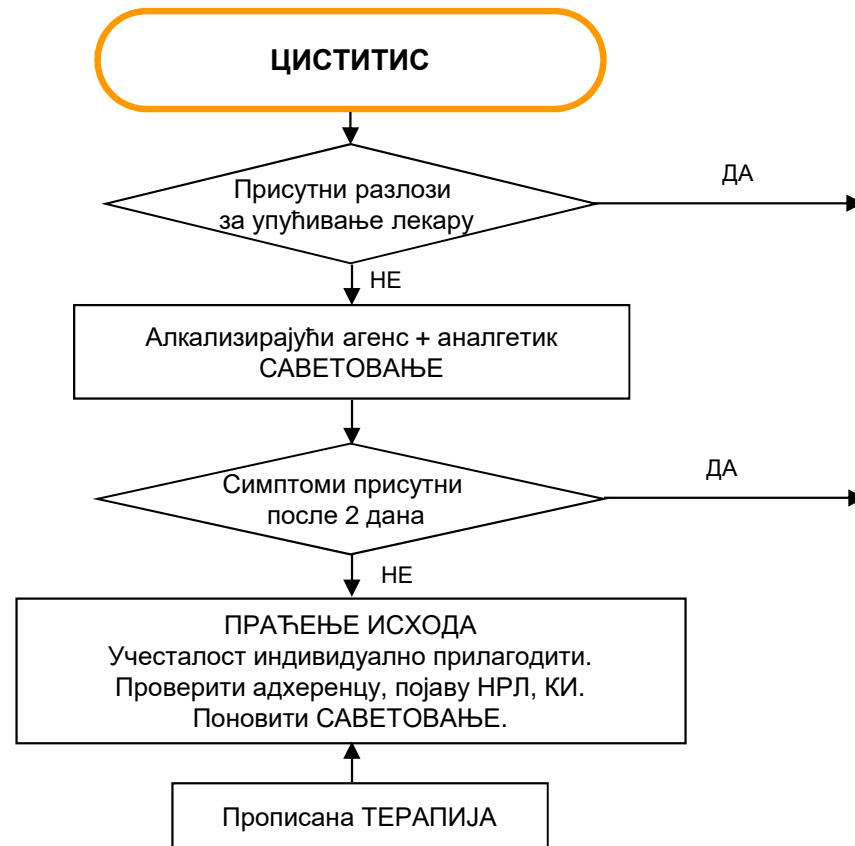 ЦИСТИТИС
Присутни разлози
за упућивање лекару
ДА
НЕ
Алкализирајући агенс + аналгетик
САВЕТОВАЊЕ
Симптоми присутни
после 2 дана
ДА
НЕ
ПРАЋЕЊЕ ИСХОДА
Учесталост индивидуално прилагодити.
Проверити адхеренцу, појаву НРЛ, КИ.
Поновити САВЕТОВАЊЕ.
Прописана ТЕРАПИЈА